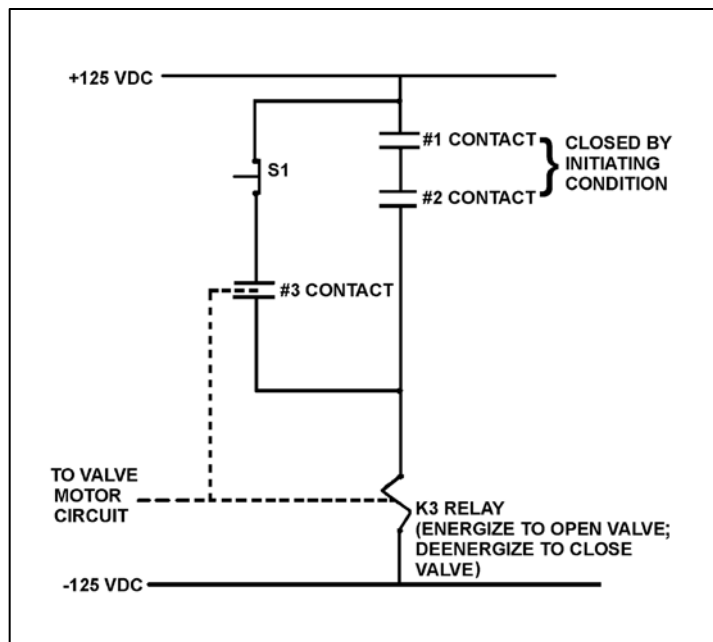 +125 VDC
#1 CONTACT
CLOSED BY
INITIATING
CONDITION
S1
#2 CONTACT
#3 CONTACT
TO VALVE
MOTOR
CIRCUIT
K3 RELAY
(ENERGIZE TO OPEN VALVE;
DEENERGIZE TO CLOSE
VALVE)
-125 VDC